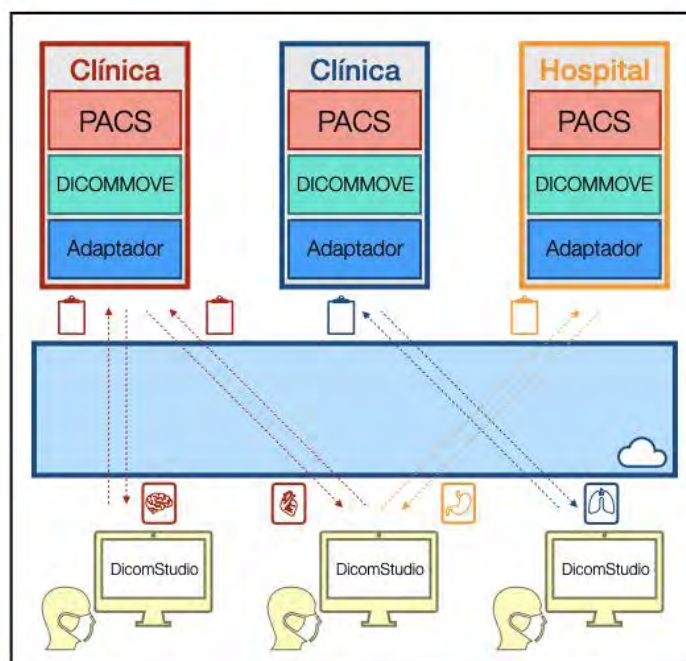 Clínica
Clínica
Hospital
PACS
PACS
PACS
DICOMMOVE
DICOMMOVE
DICOMMOVE
Adaptador
Adaptador
Adaptador
DicomStudio
DicomStudio
DicomStudio